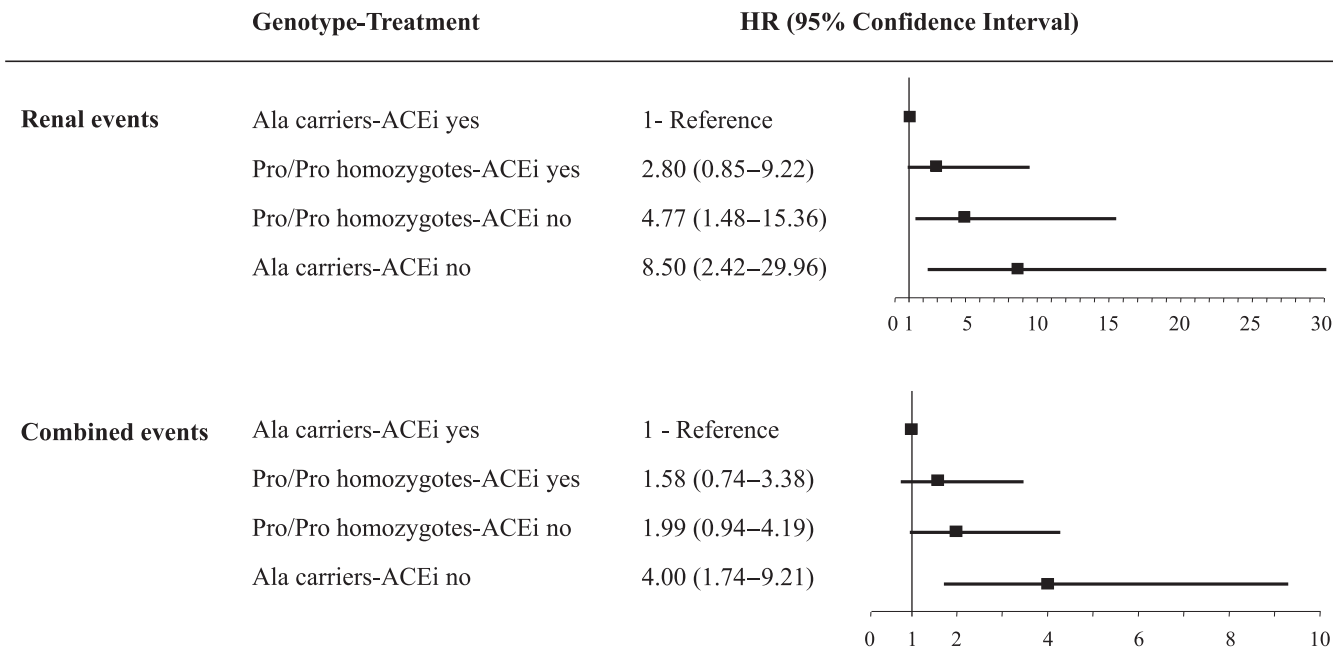 Genotype-Treatment HR (95% Confidence Interval)
Renal events Ala carriers-ACEi yes 1- Reference
Pro/Pro homozygotes-ACEi yes 2.80 (0.85–9.22)
Pro/Pro homozygotes-ACEi no 4.77 (1.48–15.36)
Ala carriers-ACEi no 8.50 (2.42–29.96)
0 1 5 10 15 20 25 30
Combined events Ala carriers-ACEi yes 1 - Reference
Pro/Pro homozygotes-ACEi yes 1.58 (0.74–3.38)
Pro/Pro homozygotes-ACEi no 1.99 (0.94–4.19)
Ala carriers-ACEi no 4.00 (1.74–9.21)
0 1 2 4 6 8 10